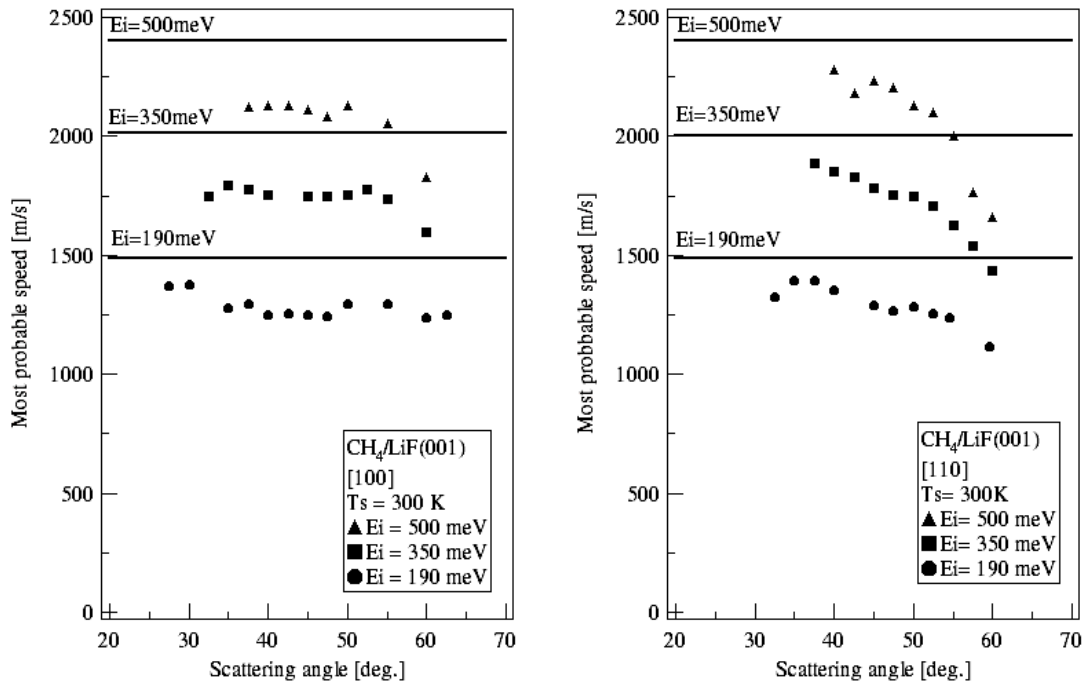 2500
Ei=500meV
2000
Ei=350meV
1500
Ei=190meV
1000
500
0
Most probable speed [m/s]
CH4/LiF(001)
[100]
Ts = 300 K
▲ Ei = 500 meV
■ Ei = 350 meV
● Ei = 190 meV
20 30 40 50 60 70
Scattering angle [deg.]
2500
Ei=500meV
2000
Ei=350meV
1500
Ei=190meV
1000
500
0
Most probbable speed [m/s]
CH4/LiF(001)
[110]
Ts= 300K
▲ Ei= 500 meV
■ Ei= 350 meV
● Ei= 190 meV
20 30 40 50 60 70
Scattering angle [deg.]